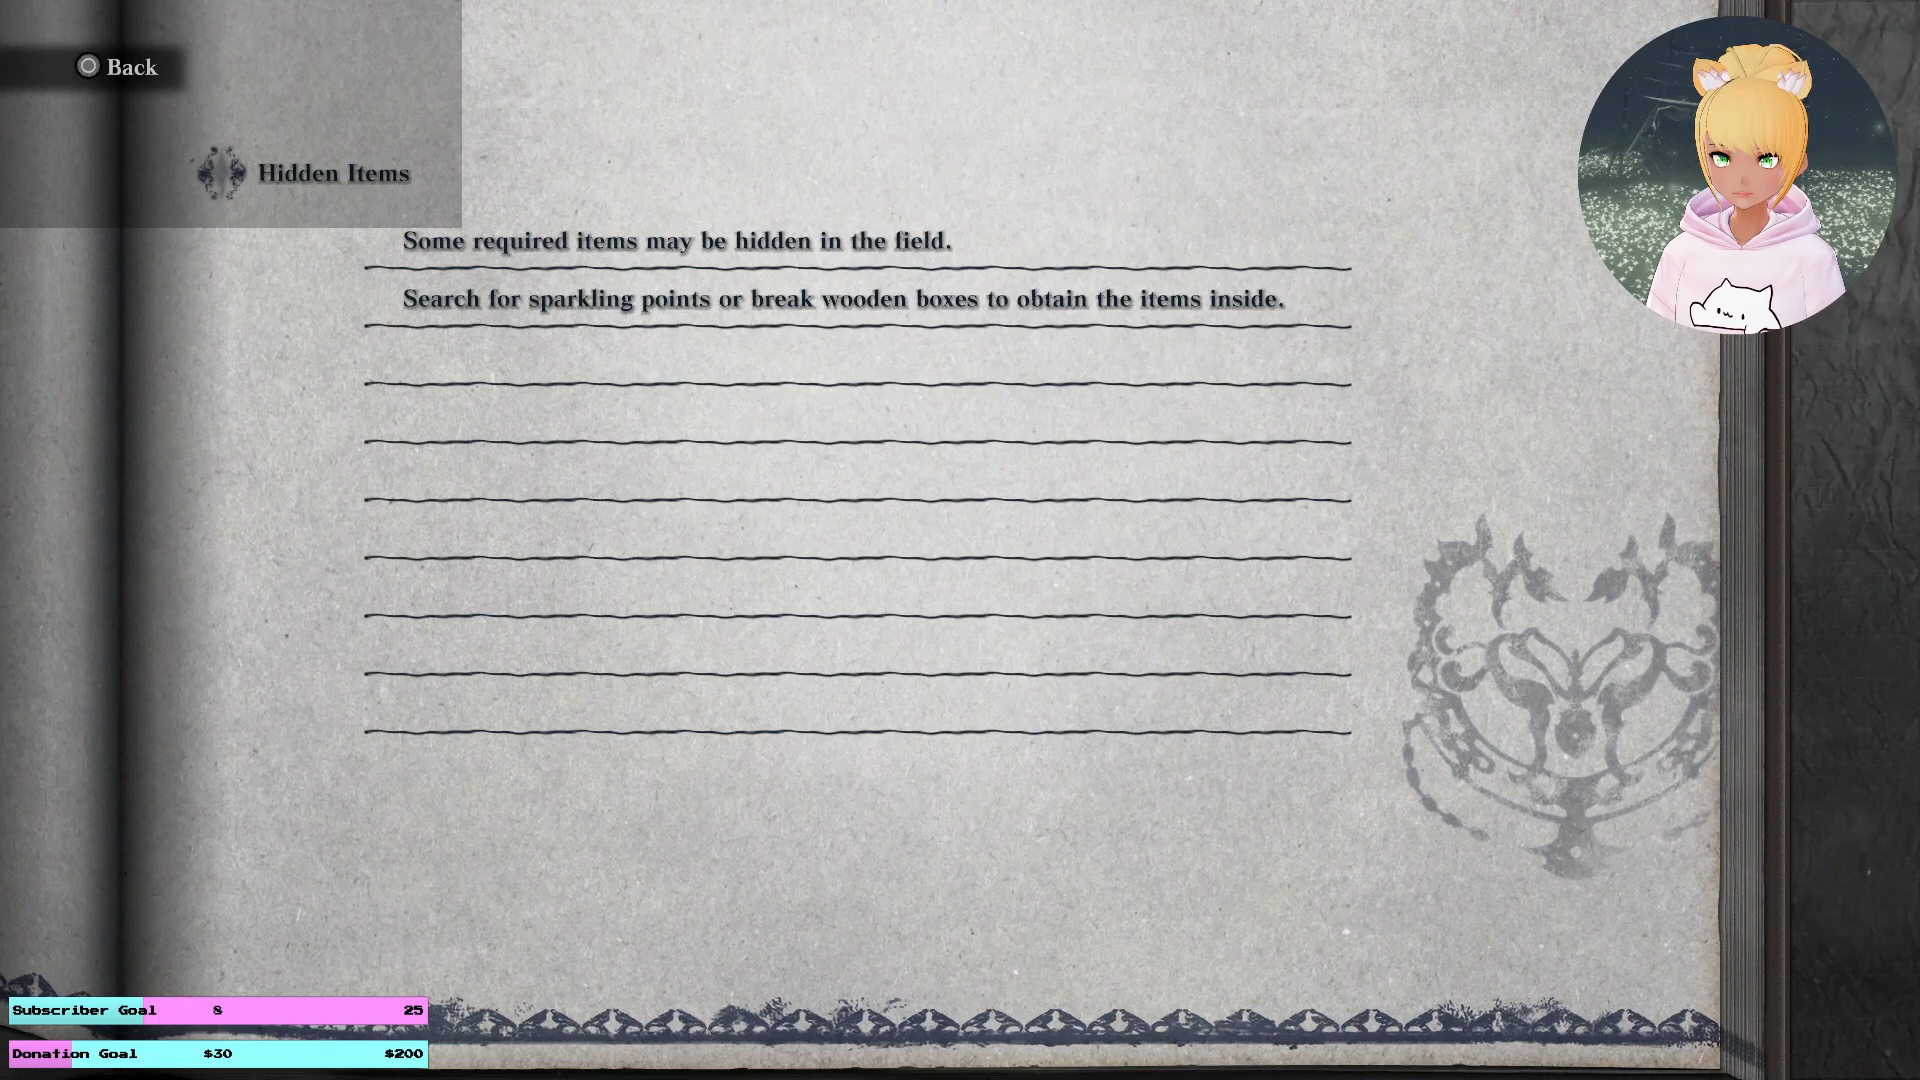 Back
Hidden Items
Some required items may be hidden in the field.
Search for sparkling points or break wooden boxes to obtain the items inside.
Subscriber Goal 8 25
Donation Goal $30 $200